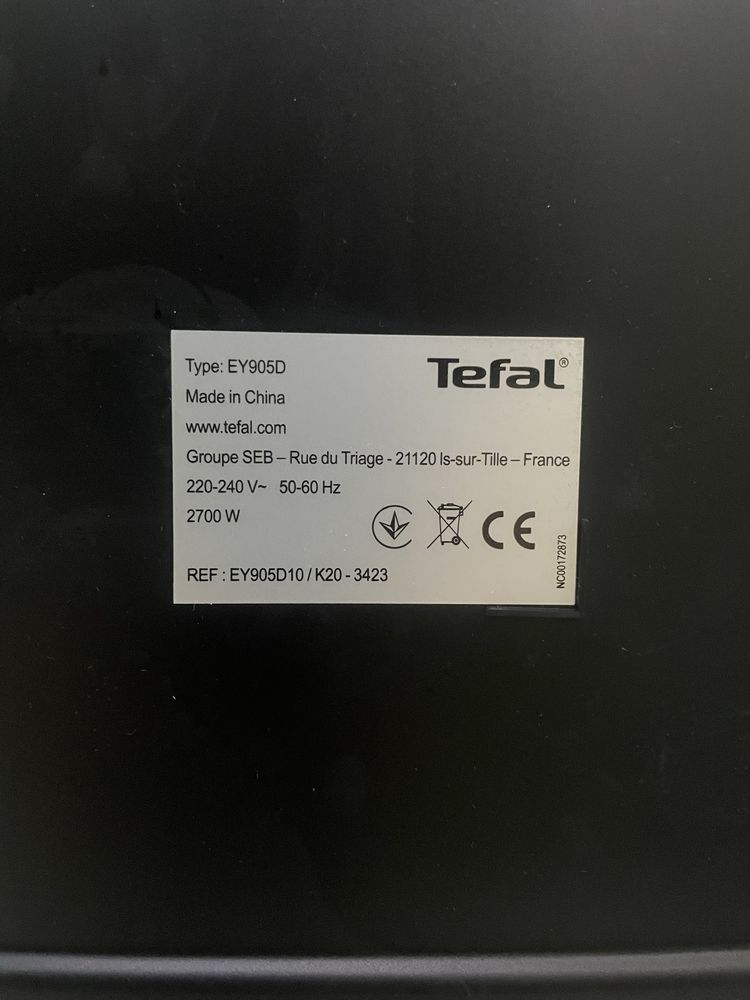 Type: EY905D
Tefal®
Made in China
www.tefal.com
Groupe SEB – Rue du Triage - 21120 Is-sur-Tille – France
220-240 V~ 50-60 Hz
2700 W
CE
REF : EY905D10 / K20 - 3423
NC00172873